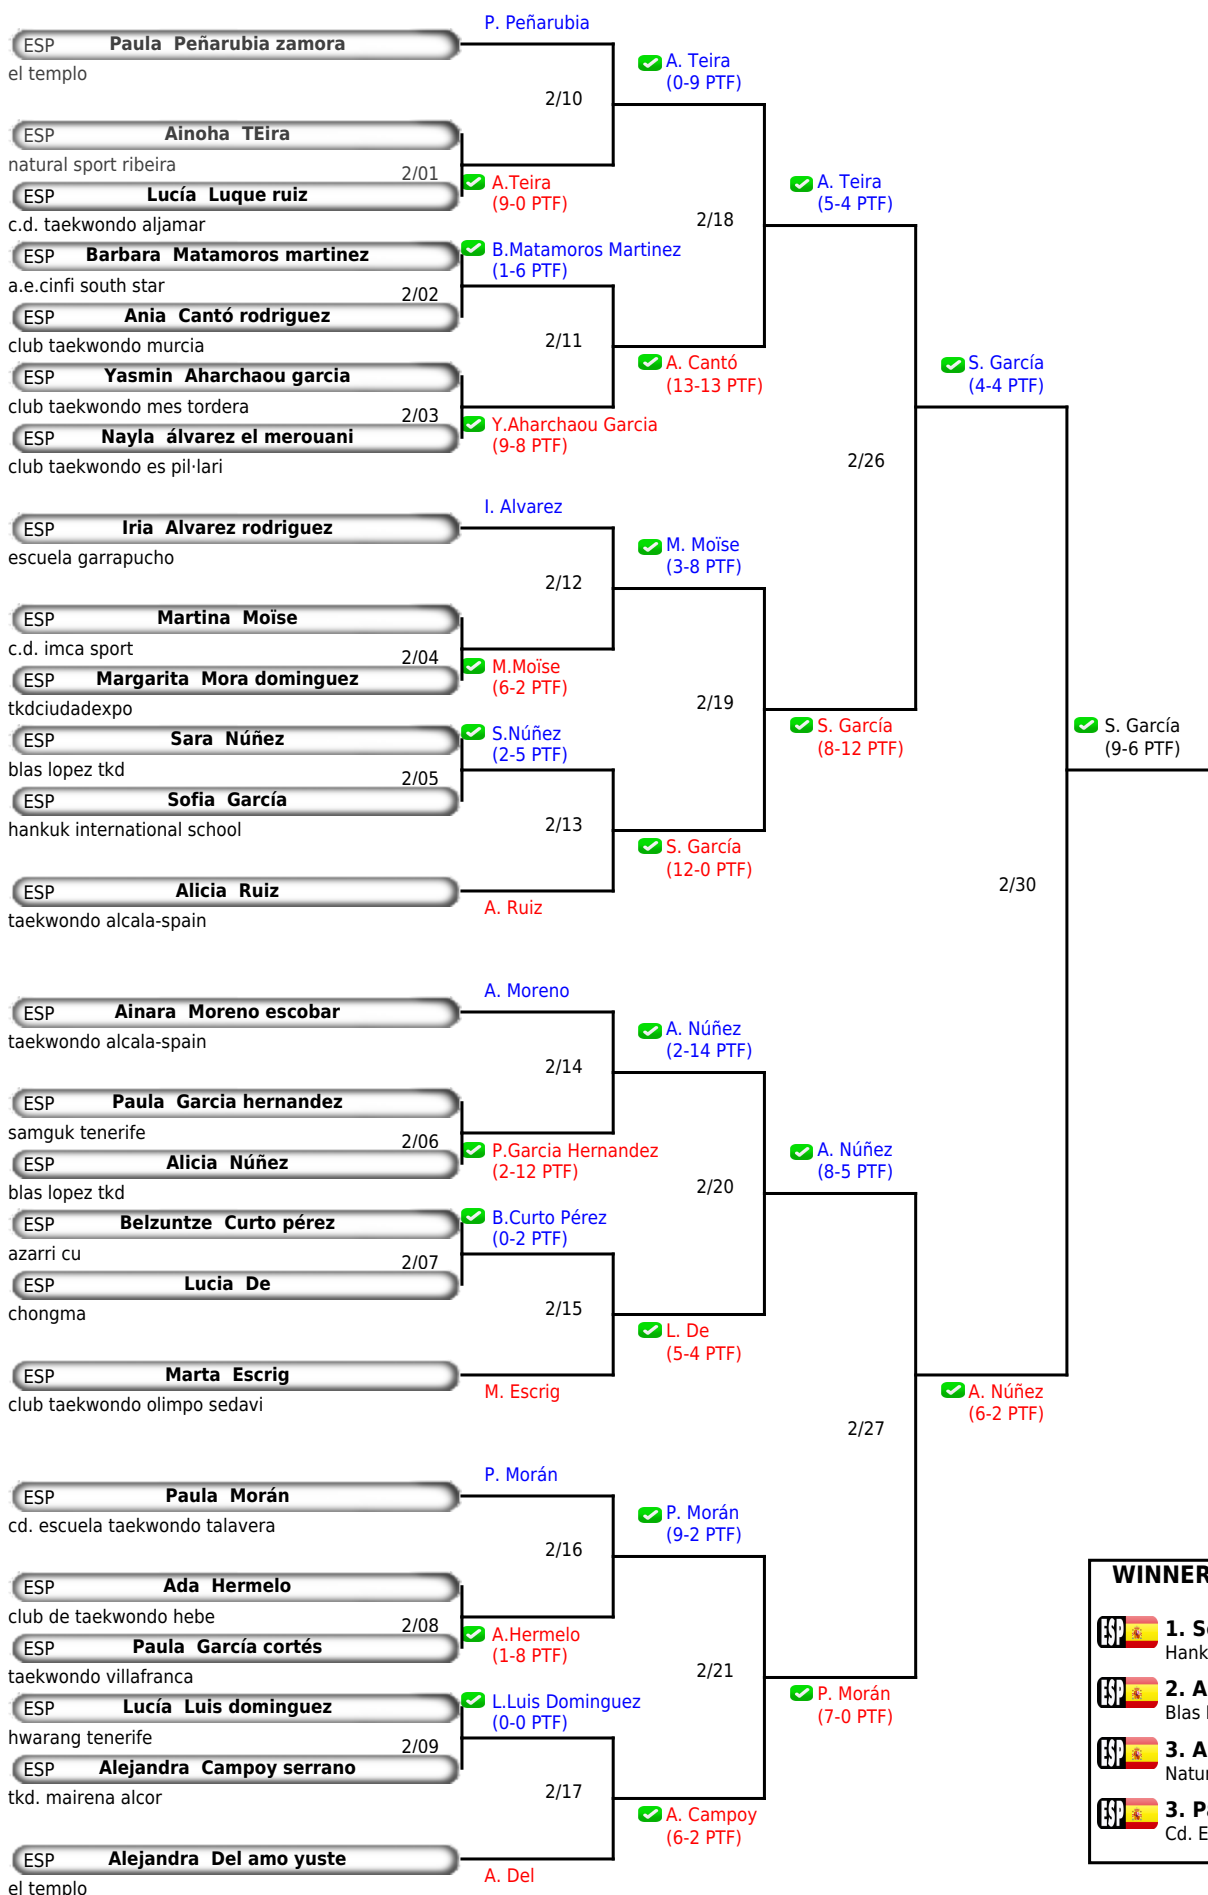 P. Peñarubia
ESP Paula Peñarubia zamora
el templo
A. Teira
(0-9 PTF)
2/10
ESP Ainoha TEira
natural sport ribeira
2/01
A.Teira
(9-0 PTF)
ESP Lucía Luque ruiz
c.d. taekwondo aljamar
A. Teira
(5-4 PTF)
2/18
ESP Barbara Matamoros martinez
a.e.cinfi south star
B.Matamoros Martinez
(1-6 PTF)
2/02
ESP Ania Cantó rodriguez
club taekwondo murcia
2/11
A. Cantó
(13-13 PTF)
S. García
(4-4 PTF)
ESP Yasmin Aharchaou garcia
club taekwondo mes tordera
2/03
Y.Aharchaou Garcia
(9-8 PTF)
ESP Nayla álvarez el merouani
club taekwondo es pil·lari
2/26
I. Alvarez
ESP Iria Alvarez rodriguez
escuela garrapucho
M. Moïse
(3-8 PTF)
2/12
ESP Martina Moïse
c.d. imca sport
2/04
M.Moïse
(6-2 PTF)
ESP Margarita Mora dominguez
tkdciudadexpo
2/19
S. García
(8-12 PTF)
S. García
(9-6 PTF)
ESP Sara Núñez
blas lopez tkd
S.Núñez
(2-5 PTF)
2/05
ESP Sofia García
hankuk international school
2/13
S. García
(12-0 PTF)
2/30
ESP Alicia Ruiz
taekwondo alcala-spain
A. Ruiz
A. Moreno
ESP Ainara Moreno escobar
taekwondo alcala-spain
A. Núñez
(2-14 PTF)
2/14
ESP Paula Garcia hernandez
samguk tenerife
2/06
P.Garcia Hernandez
(2-12 PTF)
ESP Alicia Núñez
blas lopez tkd
A. Núñez
(8-5 PTF)
2/20
ESP Belzuntze Curto pérez
azarri cu
B.Curto Pérez
(0-2 PTF)
2/07
ESP Lucia De
chongma
2/15
L. De
(5-4 PTF)
ESP Marta Escrig
club taekwondo olimpo sedavi
M. Escrig
A. Núñez
(6-2 PTF)
2/27
P. Morán
ESP Paula Morán
cd. escuela taekwondo talavera
P. Morán
(9-2 PTF)
2/16
ESP Ada Hermelo
club de taekwondo hebe
2/08
A.Hermelo
(1-8 PTF)
ESP Paula García cortés
taekwondo villafranca
2/21
P. Morán
(7-0 PTF)
ESP Lucía Luis dominguez
hwarang tenerife
L.Luis Dominguez
(0-0 PTF)
2/09
ESP Alejandra Campoy serrano
tkd. mairena alcor
2/17
A. Campoy
(6-2 PTF)
ESP Alejandra Del amo yuste
el templo
A. Del
WINNER
ESP 1. S
Hank
ESP 2. A
Blas
ESP 3. A
Natu
ESP 3. P
Cd. E